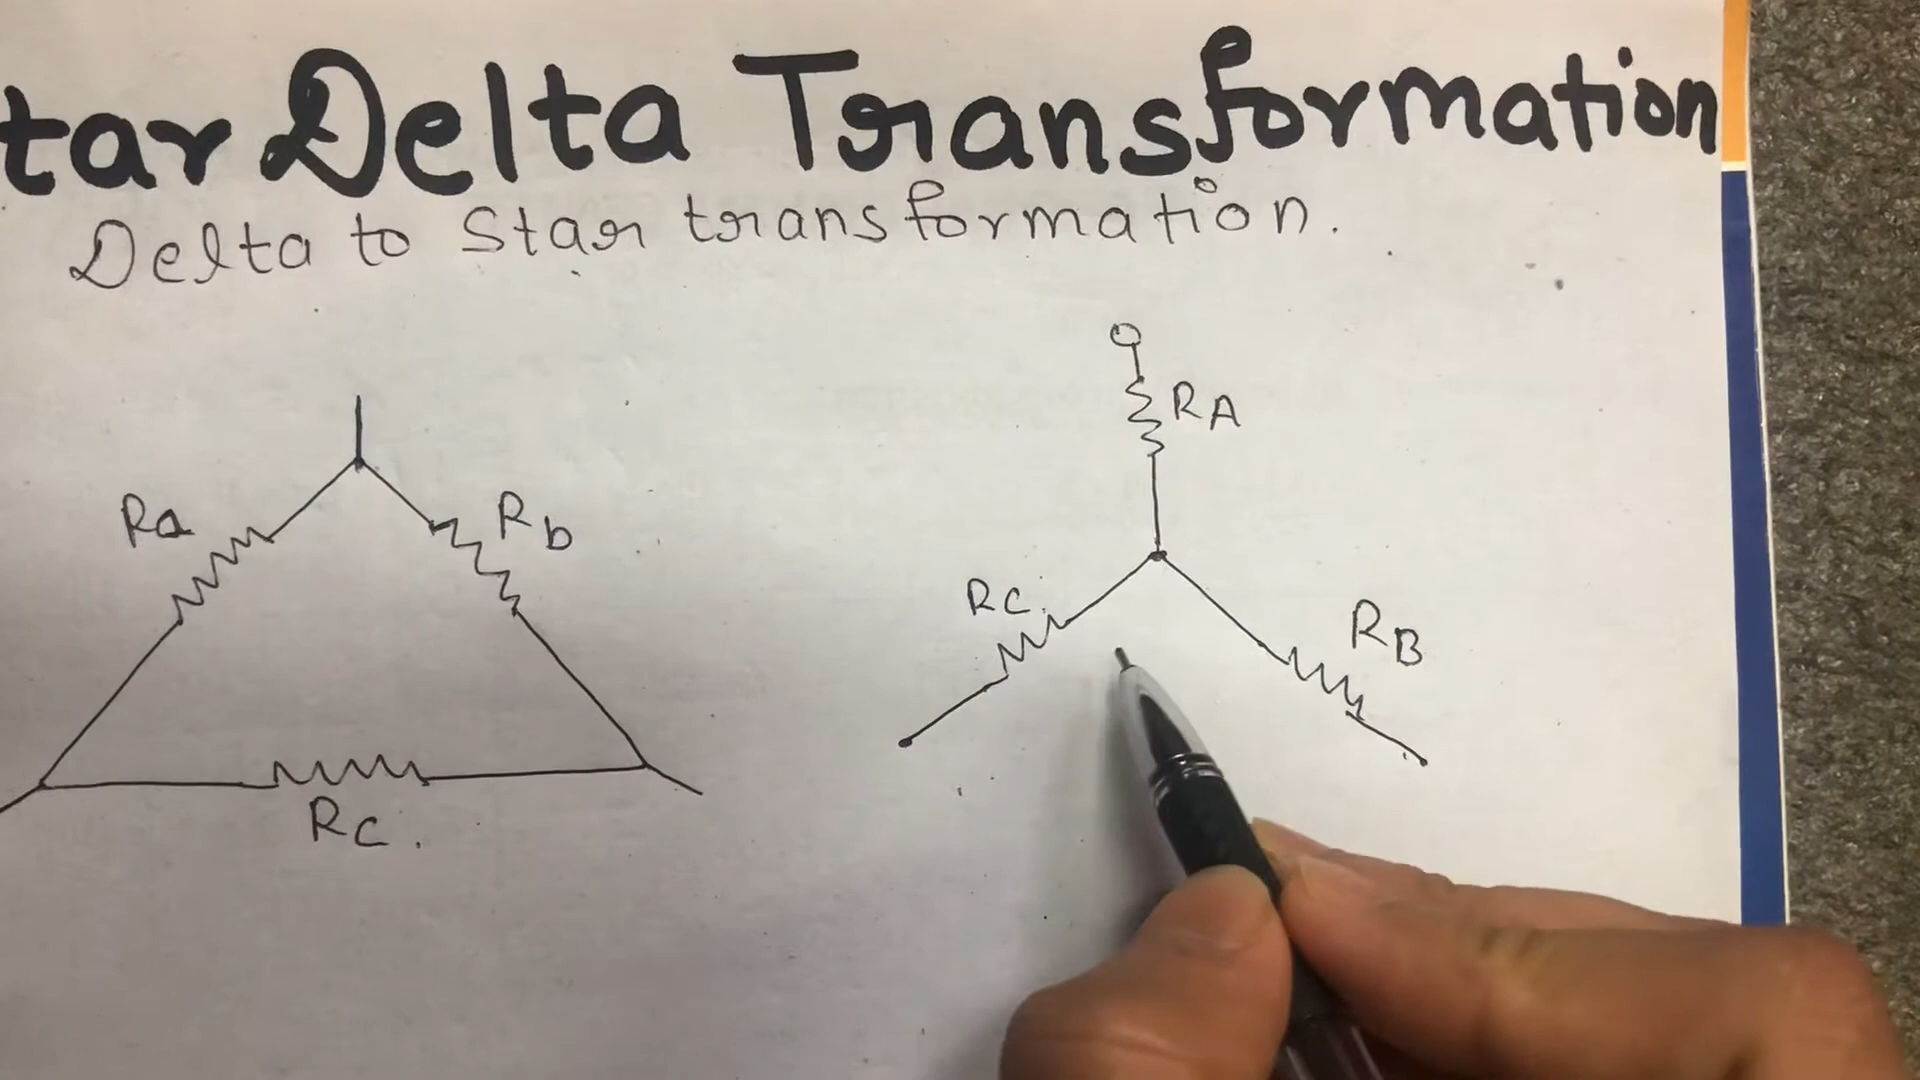 tar Delta Transformation
Delta to Star transformation.
Ra
Rb
Rc.
RA
Rc.
RB